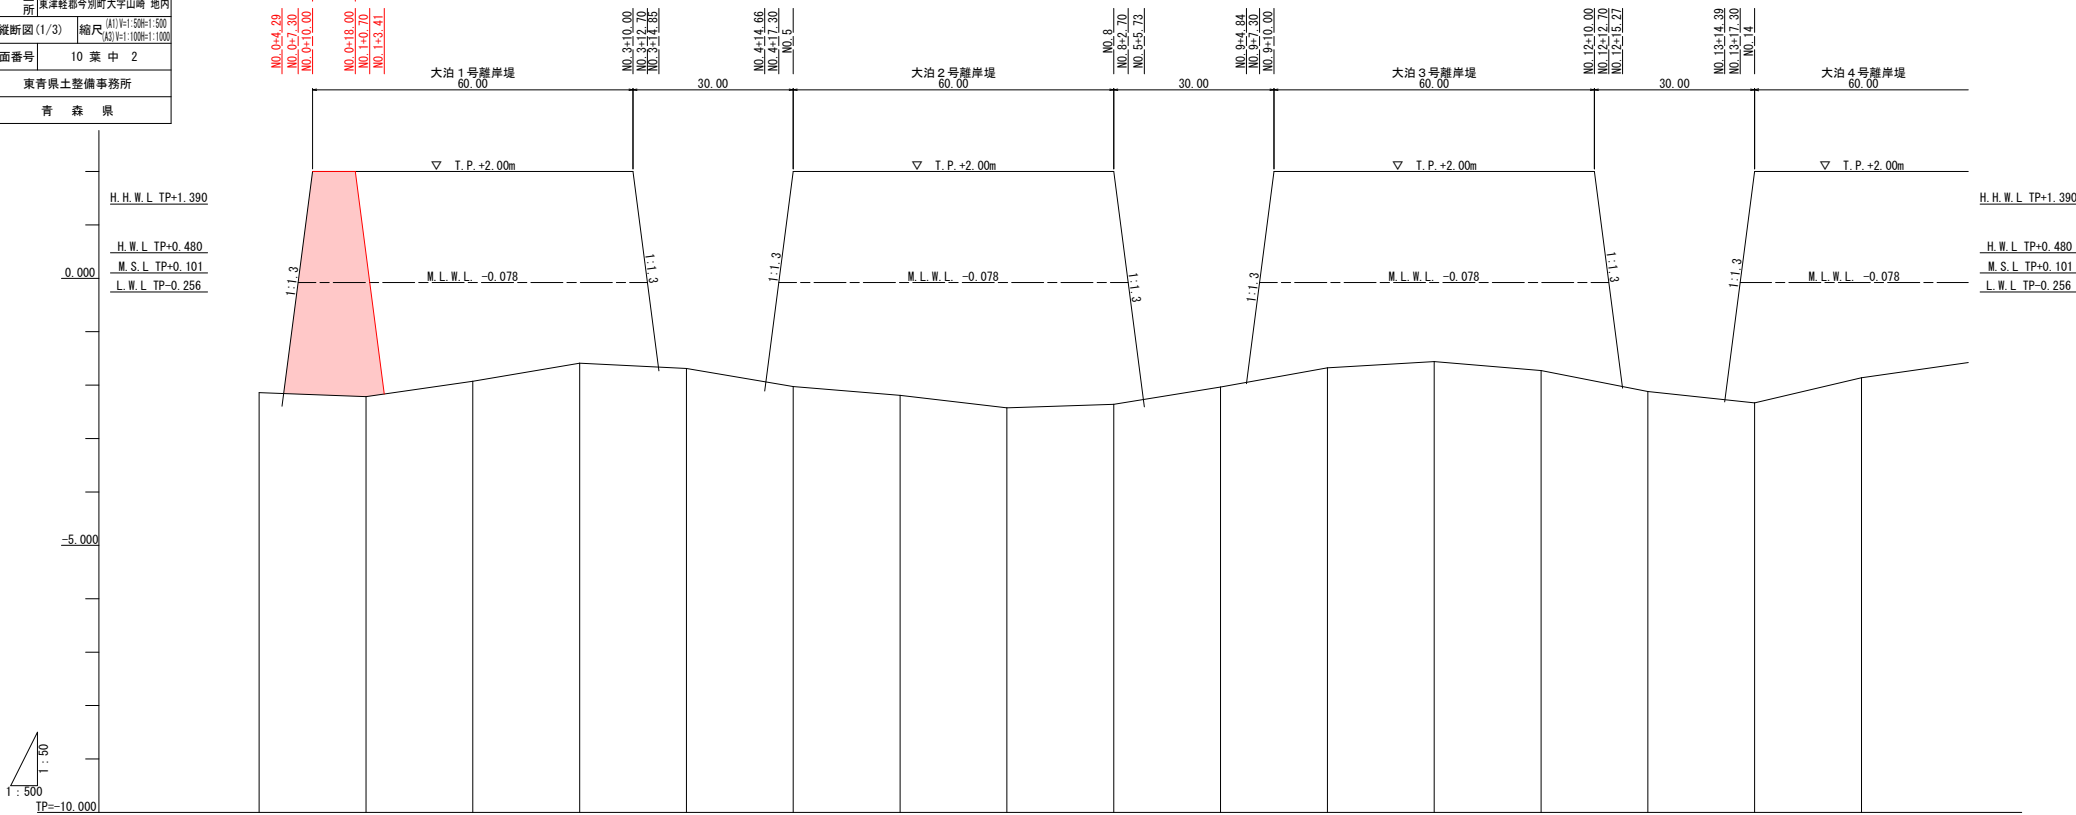 所 東津軽郡今別町大字山崎 地内
縦断図(1/3) 縮尺 (A1)V=1:50H=1:500
(A3)V=1:100H=1:1000
面番号 10 葉 中 2
東青県土整備事務所
青 森 県
NO.0+4.29
NO.0+7.30
NO.0+10.00
NO.0+18.00
NO.1+0.70
NO.1+3.41
NO.3+10.00
NO.3+12.70
NO.3+14.85
NO.4+14.66
NO.4+17.30
NO.5
NO.8
NO.8+2.70
NO.5+5.73
NO.9+4.84
NO.9+7.30
NO.9+10.00
NO.12+10.00
NO.12+12.70
NO.12+15.27
NO.13+14.39
NO.13+17.30
NO.14
大泊1号離岸堤
60.00
30.00
大泊2号離岸堤
60.00
30.00
大泊3号離岸堤
60.00
30.00
大泊4号離岸堤
60.00
▽ T.P.+2.00m
▽ T.P.+2.00m
▽ T.P.+2.00m
▽ T.P.+2.00m
H.H.W.L TP+1.390
H.W.L TP+0.480
M.S.L TP+0.101
L.W.L TP-0.256
H.H.W.L TP+1.390
H.W.L TP+0.480
M.S.L TP+0.101
L.W.L TP-0.256
0.000
1:1.3
M.L.W.L. -0.078
1:1.3
1:1.3
M.L.W.L. -0.078
1:1.3
1:1.3
M.L.W.L. -0.078
1:1.3
1:1.3
M.L.W.L. -0.078
-5.000
1:50
1:500
TP=-10.000